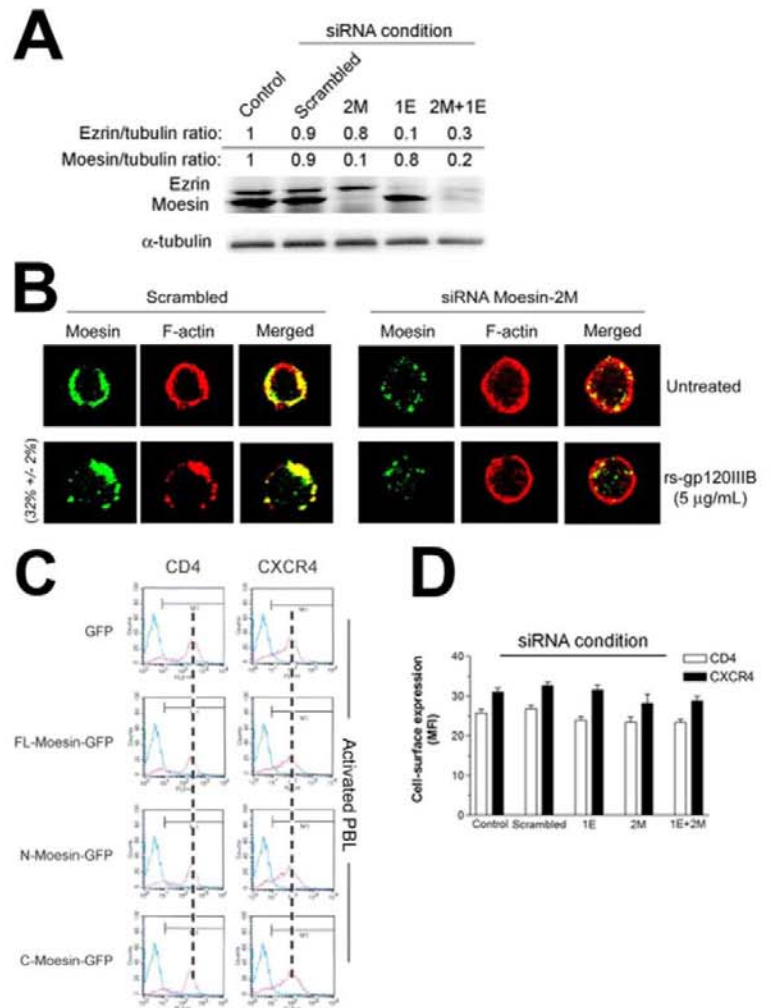 A
siRNA condition
Control Scrambled 2M 1E 2M+1E
Ezrin/tubulin ratio: 1 0.9 0.8 0.1 0.3
Moesin/tubulin ratio: 1 0.9 0.1 0.8 0.2
Ezrin
Moesin
α-tubulin
B
Scrambled siRNA Moesin-2M
Moesin F-actin Merged Moesin F-actin Merged
Untreated
(32% +/- 2%)
rs-gp120IIIB
(5 µg/mL)
C
CD4 CXCR4
GFP
FL-Moesin-GFP
N-Moesin-GFP
C-Moesin-GFP
Activated PBL
D
siRNA condition
CD4
CXCR4
Cell-surface expression
(MFI)
40
30
20
10
0
Control Scrambled 1E 2M 1E+2M